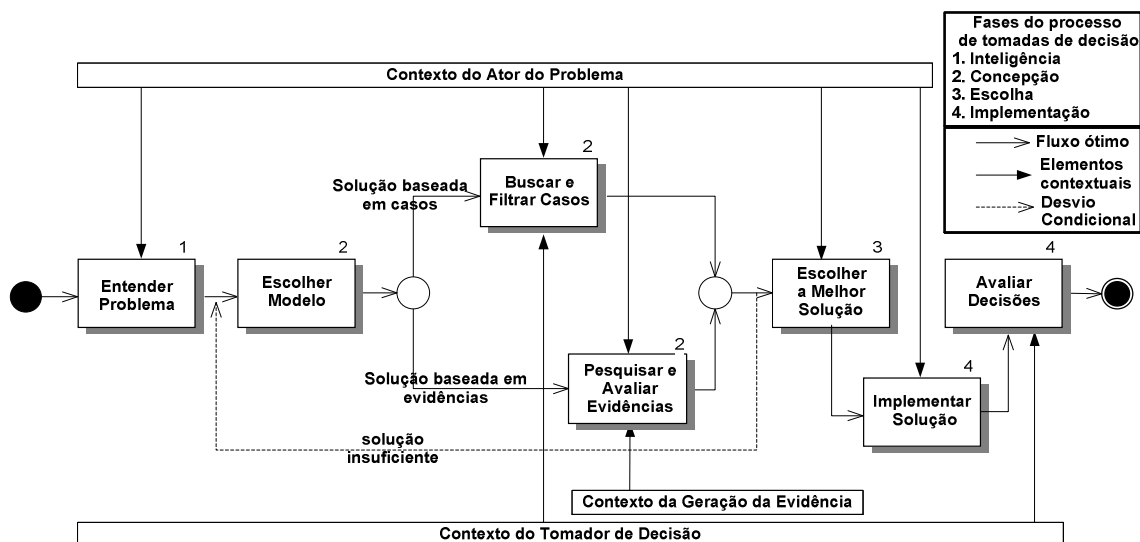 Fases do processo
de tomadas de decisão
1. Inteligência
2. Concepção
3. Escolha
4. Implementação
Fluxo ótimo
Elementos
contextuais
Desvio
Condicional
Contexto do Ator do Problema
2
Buscar e
Filtrar Casos
Solução baseada
em casos
1
Entender
Problema
2
Escolher
Modelo
3
Escolher
a Melhor
Solução
4
Avaliar
Decisões
2
Pesquisar e
Avaliar
Evidências
Solução baseada em
evidências
4
Implementar
Solução
solução
insuficiente
Contexto da Geração da Evidência
Contexto do Tomador de Decisão